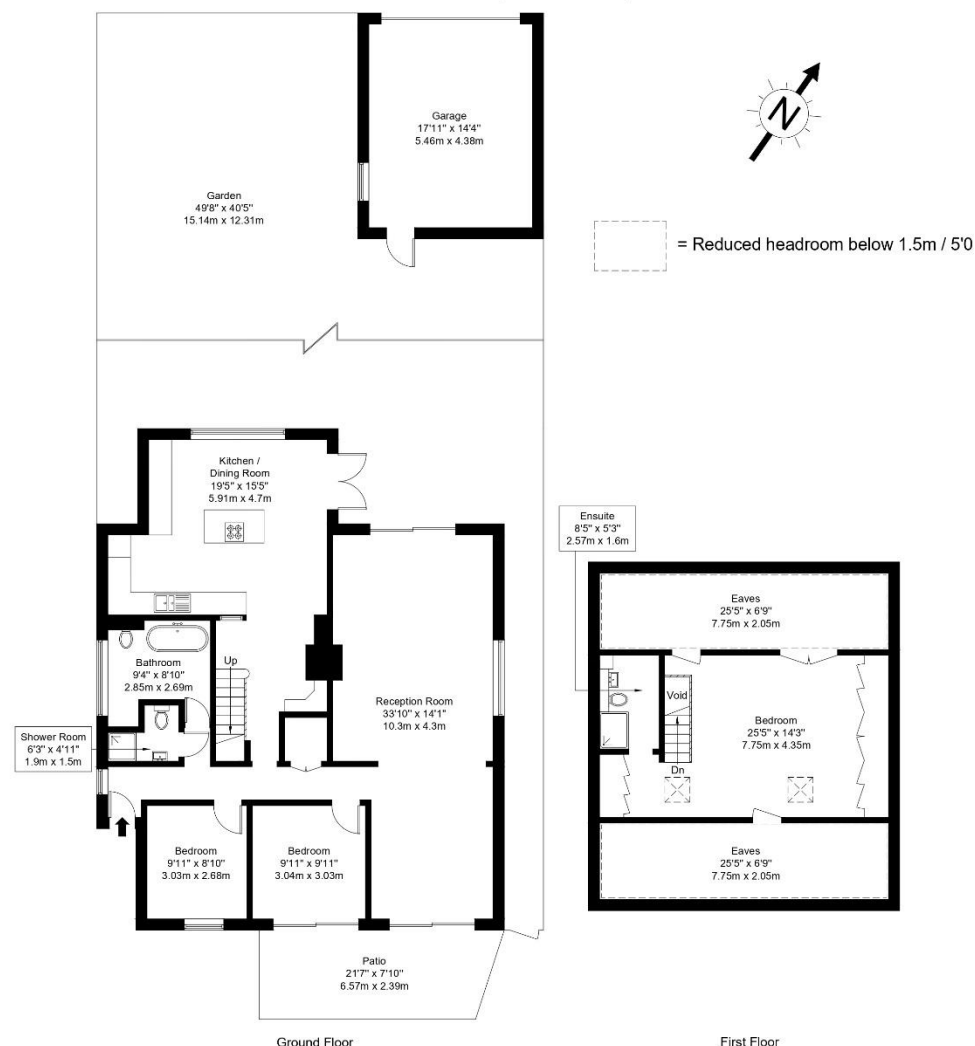 Garage
17'11" x 14'4"
5.46m x 4.38m
N
Garden
49'8" x 40'5"
15.14m x 12.31m
= Reduced headroom below 1.5m / 5'0
Kitchen /
Dining Room
19'5" x 15'5"
5.91m x 4.7m
Ensuite
8'5" x 5'3"
2.57m x 1.6m
Eaves
25'5" x 6'9"
7.75m x 2.05m
Up
Bathroom
9'4" x 8'10"
2.85m x 2.69m
Reception Room
33'10" x 14'1"
10.3m x 4.3m
Void
Bedroom
25'5" x 14'3"
7.75m x 4.35m
Shower Room
6'3" x 4'11"
1.9m x 1.5m
Dn
Bedroom
9'11" x 8'10"
3.03m x 2.68m
Bedroom
9'11" x 9'11"
3.04m x 3.03m
Eaves
25'5" x 6'9"
7.75m x 2.05m
Patio
21'7" x 7'10"
6.57m x 2.39m
Ground Floor
First Floor